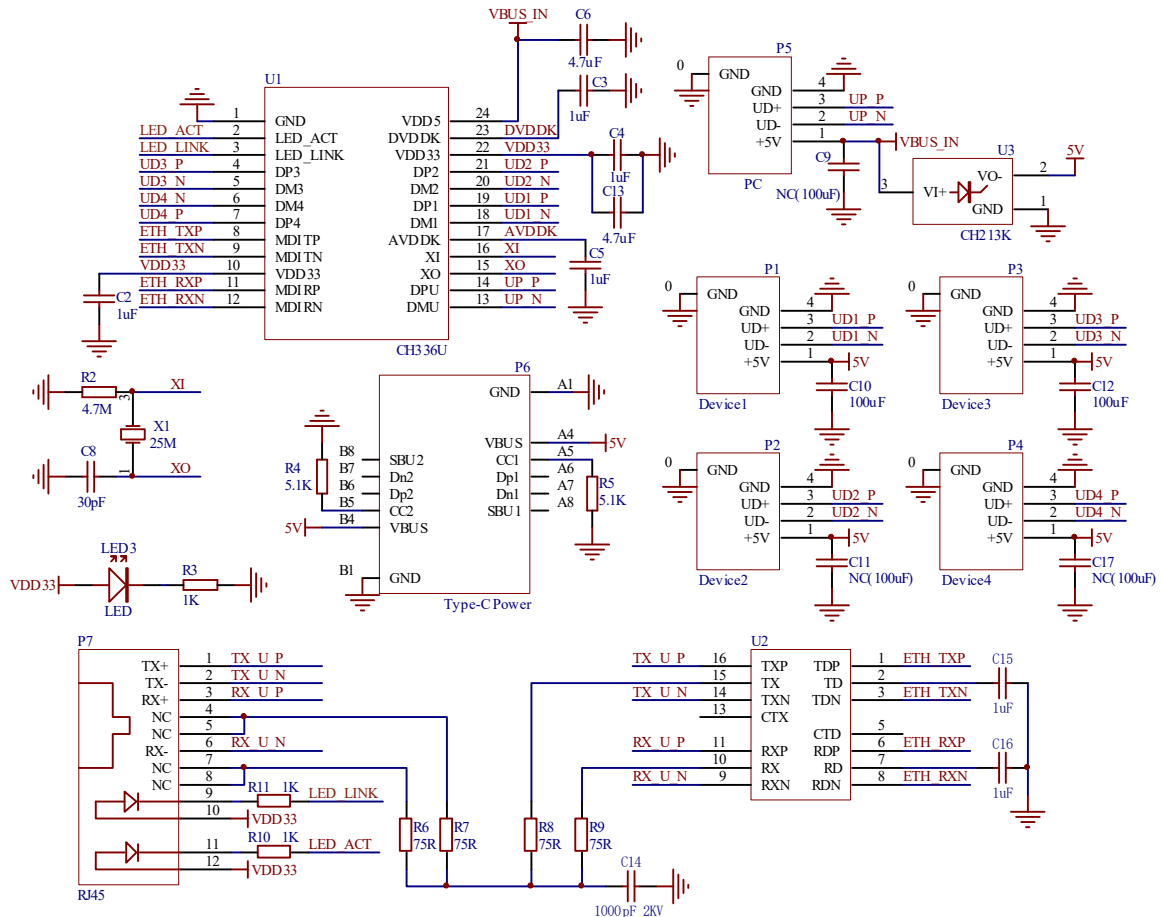 VBUS_IN
C6
4.7uF
C3
1uF
U1
1 GND VDD5 24
LED_ACT 2 LED_ACT DVDDK 23 DVDDK
LED_LINK 3 LED_LINK VDD33 22 VDD33
UD3_P 4 DP3 DP2 21 UD2_P
UD3_N 5 DM3 DM2 20 UD2_N
UD4_N 6 DM4 DP1 19 UD1_P
UD4_P 7 DP4 DM1 18 UD1_N
ETH_TXP 8 MDITP AVDDK 17 AVDDK
ETH_TXN 9 MDITN XI 16 XI
VDD33 10 VDD33 XO 15 XO
ETH_RXP 11 MDIRP DPU 14 UP_P
ETH_RXN 12 MDIRN DMU 13 UP_N
CH336U
C4
1uF
C13
4.7uF
C5
1uF
C2
1uF
P5
0 GND
GND 4
UD+ 3 UP_P
UD- 2 UP_N
+5V 1 VBUS_IN
PC
C9
NC(100uF)
U3
3 VI+ VO- 2 5V
GND 1
CH213K
P1
0 GND
GND 4
UD+ 3 UD1_P
UD- 2 UD1_N
+5V 1 5V
C10
100uF
Device1
P3
0 GND
GND 4
UD+ 3 UD3_P
UD- 2 UD3_N
+5V 1 5V
C12
100uF
Device3
R2
4.7M
XI
3
X1
25M
1
C8
30pF
XO
P6
GND A1
VBUS A4 5V
B8 SBU2 CC1 A5
B7 Dn2 Dp1 A6
B6 Dp2 Dn1 A7
B5 CC2 SBU1 A8
5V B4 VBUS
B1 GND
Type-C Power
R4
5.1K
R5
5.1K
P2
0 GND
GND 4
UD+ 3 UD2_P
UD- 2 UD2_N
+5V 1 5V
C11
NC(100uF)
Device2
P4
0 GND
GND 4
UD+ 3 UD4_P
UD- 2 UD4_N
+5V 1 5V
C17
NC(100uF)
Device4
LED3
VDD33
LED
R3
1K
P7
TX+ 1 TX_U_P
TX- 2 TX_U_N
RX+ 3 RX_U_P
NC 4
NC 5
RX- 6 RX_U_N
NC 7
NC 8
9 R11 1K LED_LINK
10 VDD33
11 R10 1K LED_ACT
12 VDD33
RJ45
R6
75R
R7
75R
R8
75R
R9
75R
C14
1000pF 2KV
U2
TX_U_P 16 TXP TDP 1 ETH_TXP
15 TX TD 2
TX_U_N 14 TXN TDN 3 ETH_TXN
13 CTX
CTD 5
RX_U_P 11 RXP RDP 6 ETH_RXP
10 RX RD 7
RX_U_N 9 RXN RDN 8 ETH_RXN
C15
1uF
C16
1uF